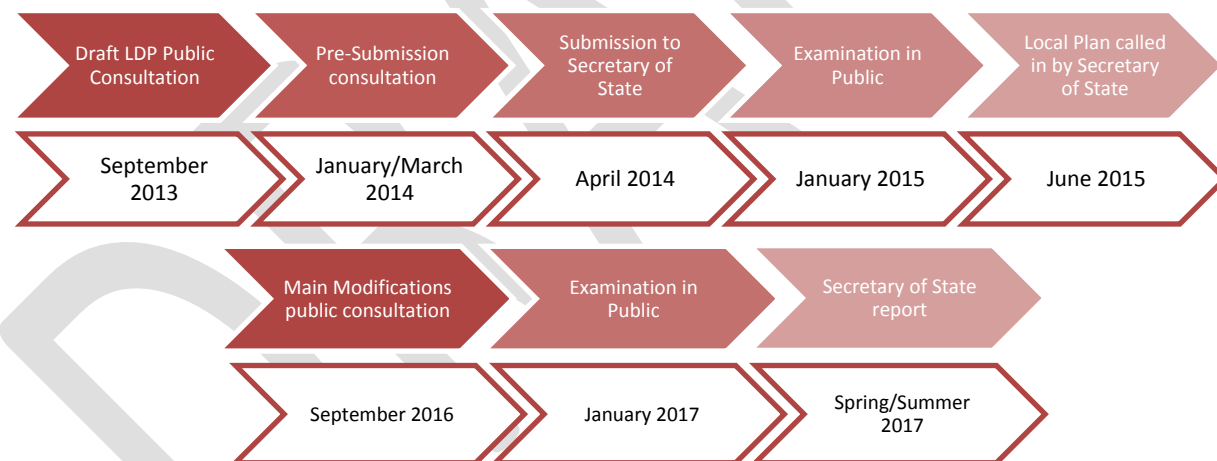 Draft LDP Public
Consultation
Pre-Submission
consultation
Submission to
Secretary of
State
Examination in
Public
Local Plan called
in by Secretary
of State
September
2013
January/March
2014
April 2014
January 2015
June 2015
Main Modifications
public consultation
Examination in
Public
Secretary of State
report
September 2016
January 2017
Spring/Summer
2017